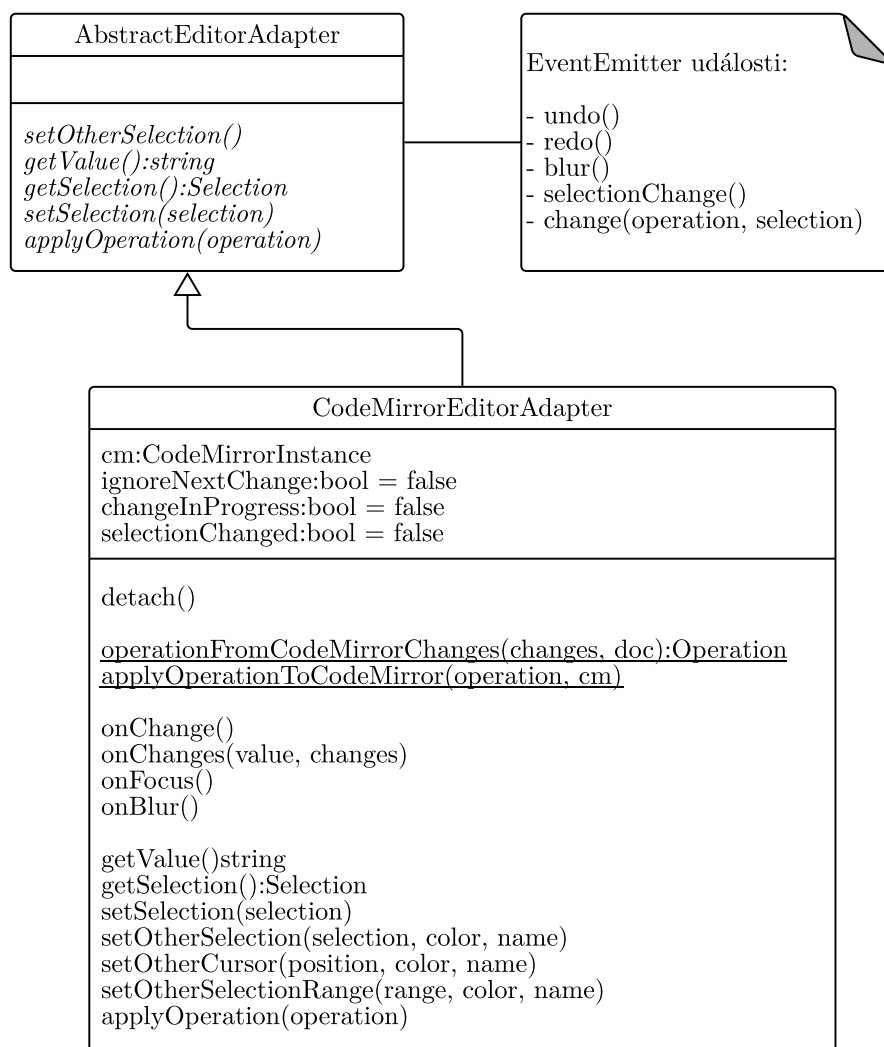 AbstractEditorAdapter
setOtherSelection()
getValue():string
getSelection():Selection
setSelection(selection)
applyOperation(operation)
EventEmitter události:
- undo()
- redo()
- blur()
- selectionChange()
- change(operation, selection)
CodeMirrorEditorAdapter
cm:CodeMirrorInstance
ignoreNextChange:bool = false
changeInProgress:bool = false
selectionChanged:bool = false
detach()
operationFromCodeMirrorChanges(changes, doc):Operation
applyOperationToCodeMirror(operation, cm)
onChange()
onChanges(value, changes)
onFocus()
onBlur()
getValue()string
getSelection():Selection
setSelection(selection)
setOtherSelection(selection, color, name)
setOtherCursor(position, color, name)
setOtherSelectionRange(range, color, name)
applyOperation(operation)